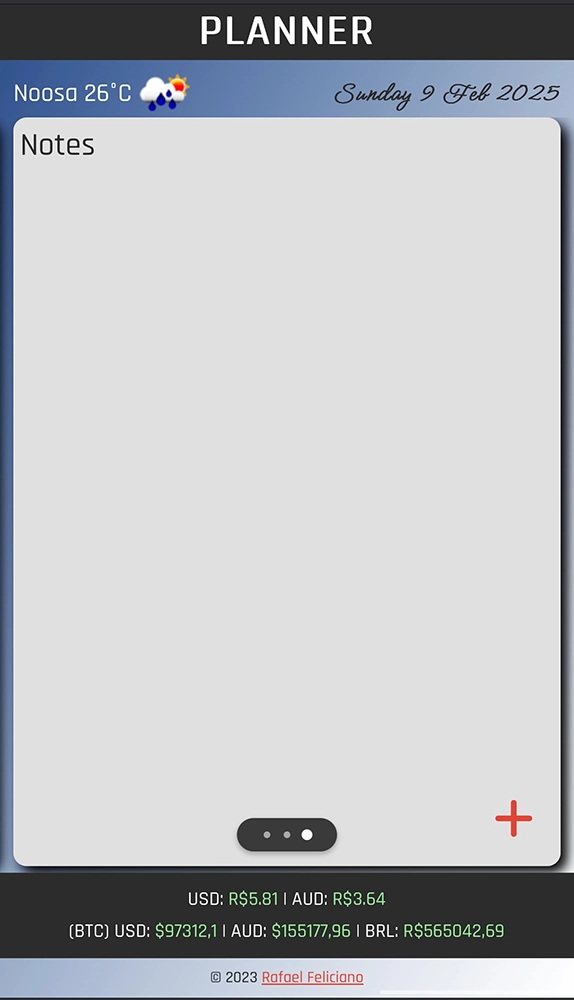 PLANNER
Noosa 26°C
Sunday 9 Feb 2025
Notes
USD: R$5.81 | AUD: R$3.64
(BTC) USD: $97312,1 | AUD: $155177,96 | BRL: R$565042,69
© 2023 Rafael Feliciano